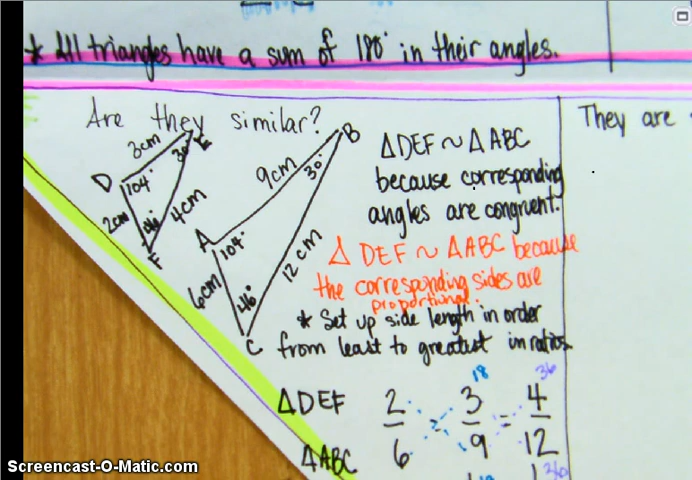 * All triangles have a sum of 180° in their angles.
Are they similar?
They are
3cm
E
30°
D
104°
2cm
46°
4cm
F
B
9cm
30°
A
104°
12 cm
6cm
46°
C
ΔDEF ~ ΔABC
because corresponding
angles are congruent.
Δ DEF ~ ΔABC because
the corresponding sides are
proportional.
* Set up side length in order
from least to greatest in ratios.
18
36
ΔDEF 2 3 = 4
ΔABC 6 9 12
Screencast-O-Matic.com